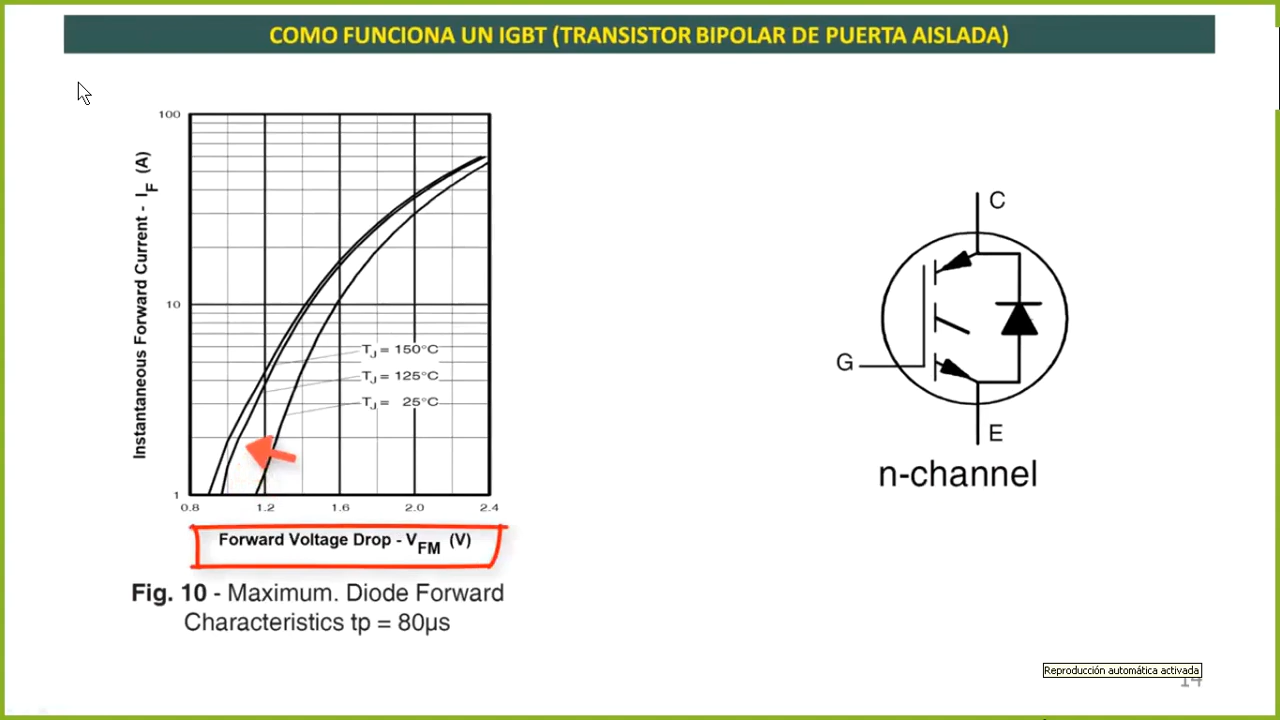 COMO FUNCIONA UN IGBT (TRANSISTOR BIPOLAR DE PUERTA AISLADA)
100
10
1
Instantaneous Forward Current - I_F (A)
T_J = 150°C
T_J = 125°C
T_J = 25°C
0.8 1.2 1.6 2.0 2.4
Forward Voltage Drop - V_FM (V)
Fig. 10 - Maximum. Diode Forward
Characteristics tp = 80µs
C
G
E
n-channel
Reproducción automática activada
14